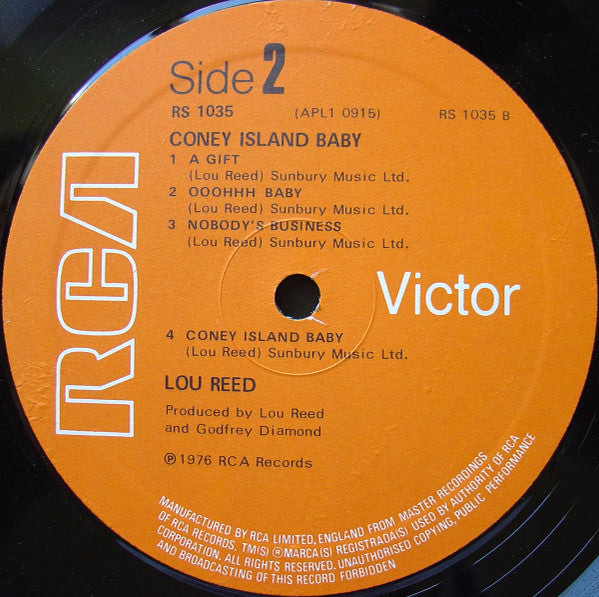 Side 2
RS 1035 (APL1 0915) RS 1035 B
CONEY ISLAND BABY
1 A GIFT
(Lou Reed) Sunbury Music Ltd.
2 OOOHHH BABY
(Lou Reed) Sunbury Music Ltd.
3 NOBODY'S BUSINESS
(Lou Reed) Sunbury Music Ltd.
RCA
Victor
4 CONEY ISLAND BABY
(Lou Reed) Sunbury Music Ltd.
LOU REED
Produced by Lou Reed
and Godfrey Diamond
℗ 1976 RCA Records
MANUFACTURED BY RCA LIMITED, ENGLAND FROM MASTER RECORDINGS
OF RCA RECORDS. TM(S) ® MARCA(S) REGISTRADA(S) USED BY AUTHORITY OF RCA
CORPORATION. ALL RIGHTS RESERVED. UNAUTHORISED COPYING, PUBLIC PERFORMANCE
AND BROADCASTING OF THIS RECORD FORBIDDEN